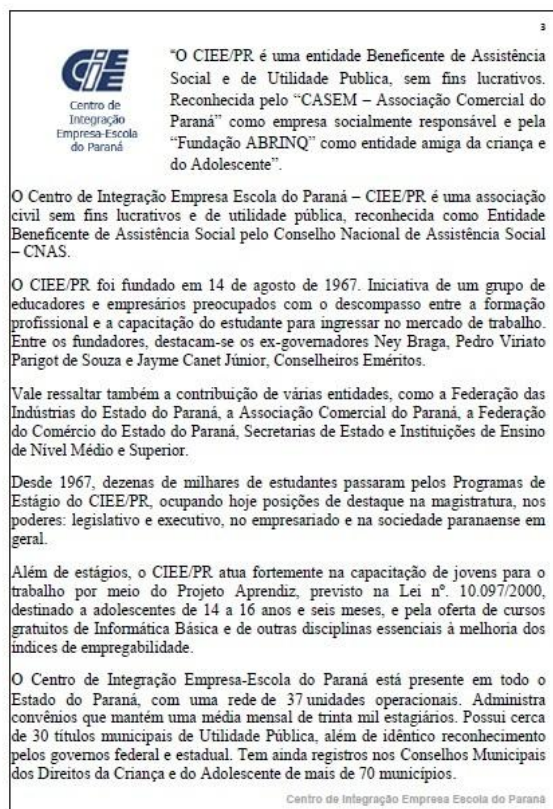 3
CIEE
Centro de
Integração
Empresa-Escola
do Paraná
"O CIEE/PR é uma entidade Beneficente de Assistência
Social e de Utilidade Publica, sem fins lucrativos.
Reconhecida pelo "CASEM – Associação Comercial do
Paraná" como empresa socialmente responsável e pela
"Fundação ABRINQ" como entidade amiga da criança e
do Adolescente".
O Centro de Integração Empresa Escola do Paraná – CIEE/PR é uma associação
civil sem fins lucrativos e de utilidade pública, reconhecida como Entidade
Beneficente de Assistência Social pelo Conselho Nacional de Assistência Social
– CNAS.
O CIEE/PR foi fundado em 14 de agosto de 1967. Iniciativa de um grupo de
educadores e empresários preocupados com o descompasso entre a formação
profissional e a capacitação do estudante para ingressar no mercado de trabalho.
Entre os fundadores, destacam-se os ex-governadores Ney Braga, Pedro Viriato
Parigot de Souza e Jayme Canet Júnior, Conselheiros Eméritos.
Vale ressaltar também a contribuição de várias entidades, como a Federação das
Indústrias do Estado do Paraná, a Associação Comercial do Paraná, a Federação
do Comércio do Estado do Paraná, Secretarias de Estado e Instituições de Ensino
de Nível Médio e Superior.
Desde 1967, dezenas de milhares de estudantes passaram pelos Programas de
Estágio do CIEE/PR, ocupando hoje posições de destaque na magistratura, nos
poderes: legislativo e executivo, no empresariado e na sociedade paranaense em
geral.
Além de estágios, o CIEE/PR atua fortemente na capacitação de jovens para o
trabalho por meio do Projeto Aprendiz, previsto na Lei nº. 10.097/2000,
destinado a adolescentes de 14 a 16 anos e seis meses, e pela oferta de cursos
gratuitos de Informática Básica e de outras disciplinas essenciais à melhoria dos
índices de empregabilidade.
O Centro de Integração Empresa-Escola do Paraná está presente em todo o
Estado do Paraná, com uma rede de 37 unidades operacionais. Administra
convênios que mantém uma média mensal de trinta mil estagiários. Possui cerca
de 30 títulos municipais de Utilidade Pública, além de idêntico reconhecimento
pelos governos federal e estadual. Tem ainda registros nos Conselhos Municipais
dos Direitos da Criança e do Adolescente de mais de 70 municípios.
Centro de Integração Empresa Escola do Paraná